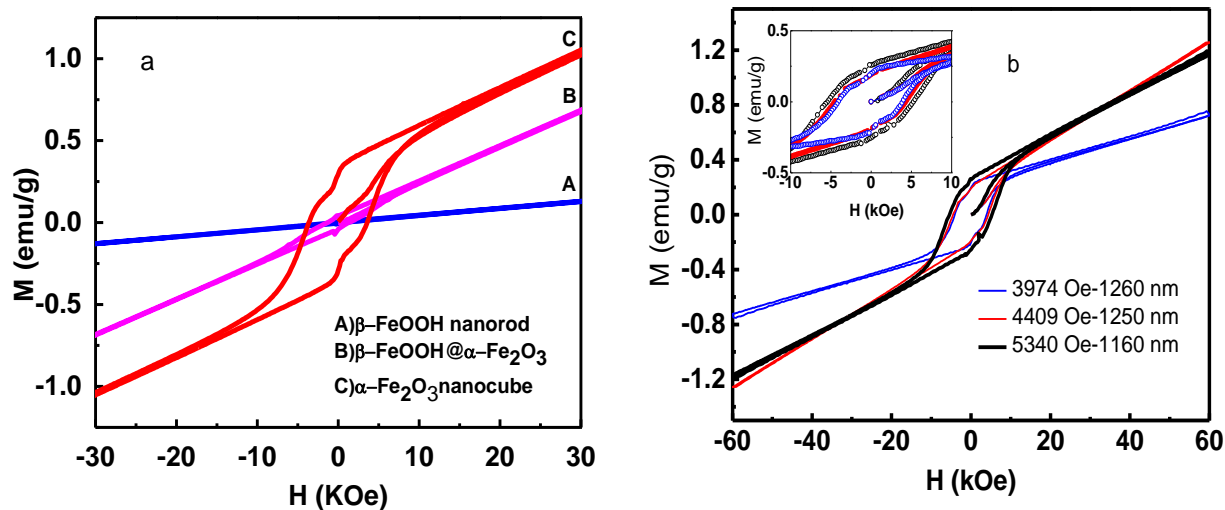 a
C
B
A
1.0
0.5
0.0
-0.5
-1.0
M (emu/g)
A)β–FeOOH nanorod
B)β–FeOOH@α–Fe2O3
C)α–Fe2O3nanocube
-30 -20 -10 0 10 20 30
H (KOe)
b
1.2
0.8
0.4
0.0
-0.4
-0.8
-1.2
M (emu/g)
0.5
0.0
-0.5
M (emu/g)
-10 -5 0 5 10
H (kOe)
3974 Oe-1260 nm
4409 Oe-1250 nm
5340 Oe-1160 nm
-60 -40 -20 0 20 40 60
H (kOe)